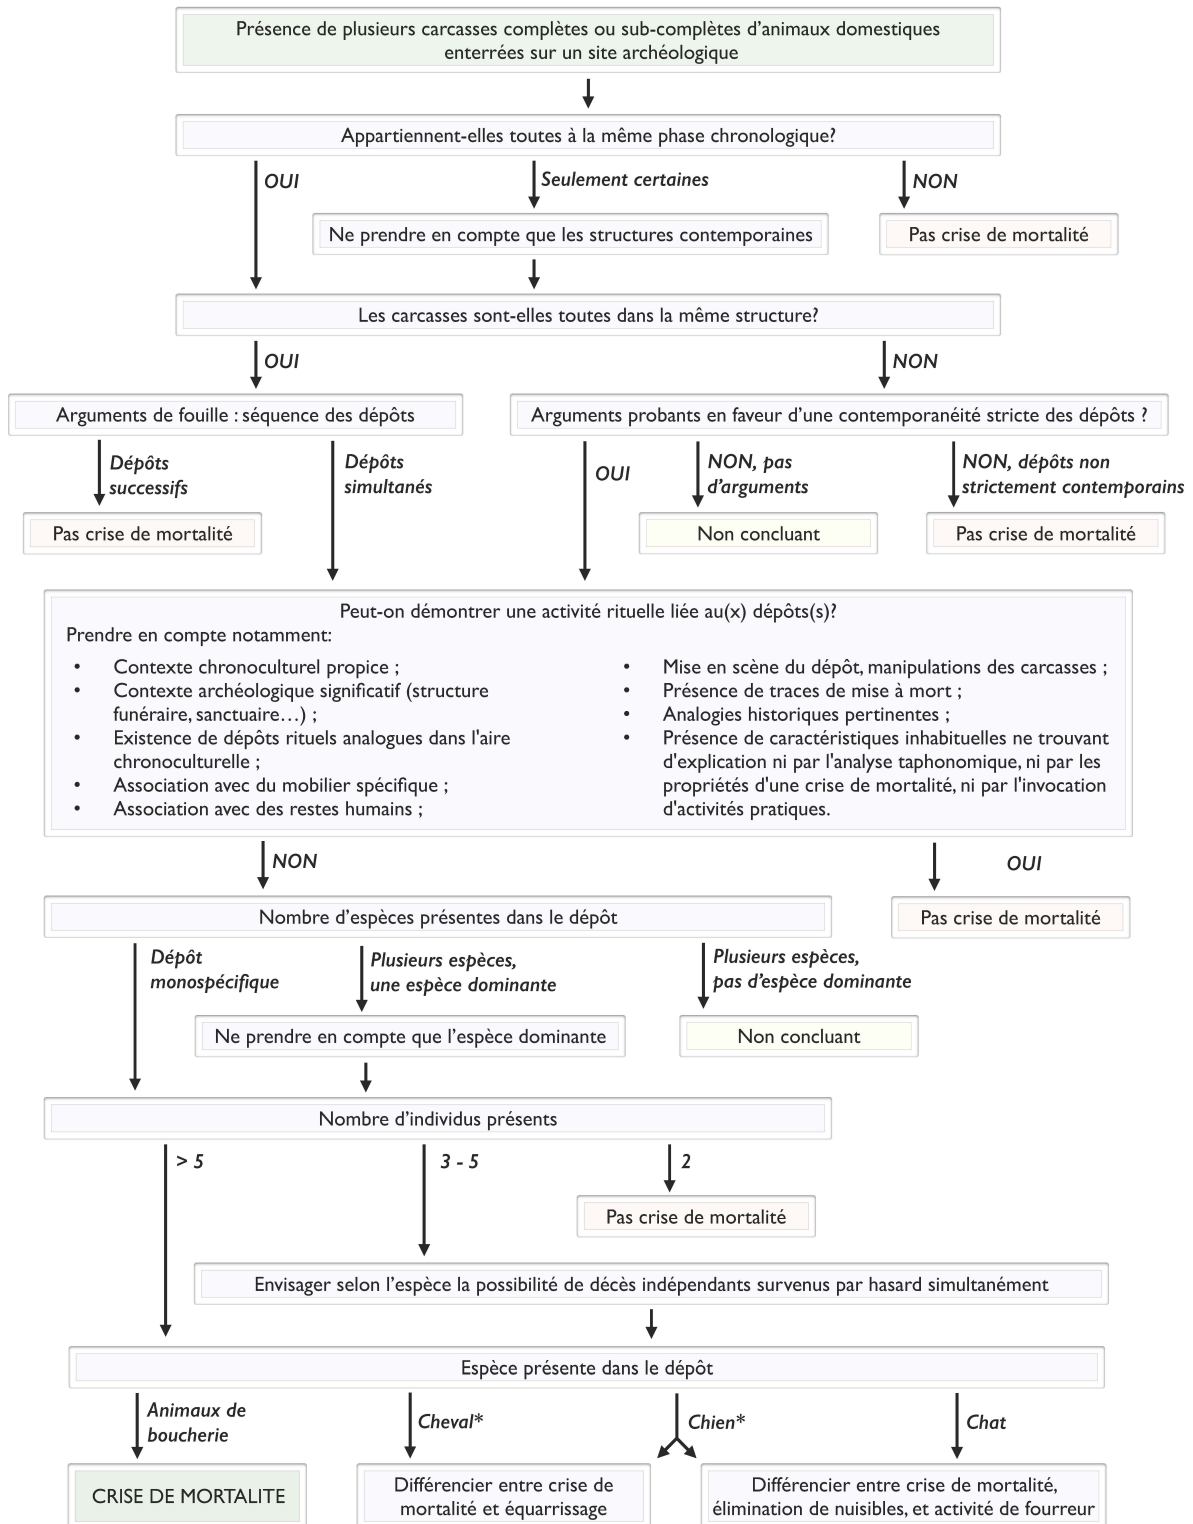 Présence de plusieurs carcasses complètes ou sub-complètes d'animaux domestiques
enterrées sur un site archéologique
Appartiennent-elles toutes à la même phase chronologique?
OUI
Seulement certaines
NON
Ne prendre en compte que les structures contemporaines
Pas crise de mortalité
Les carcasses sont-elles toutes dans la même structure?
OUI
NON
Arguments de fouille : séquence des dépôts
Arguments probants en faveur d'une contemporanéité stricte des dépôts ?
Dépôts
successifs
Dépôts
simultanés
OUI
NON, pas
d'arguments
NON, dépôts non
strictement contemporains
Pas crise de mortalité
Non concluant
Pas crise de mortalité
Peut-on démontrer une activité rituelle liée au(x) dépôts(s)?
Prendre en compte notamment:
• Contexte chronoculturel propice ;
• Contexte archéologique significatif (structure
funéraire, sanctuaire…) ;
• Existence de dépôts rituels analogues dans l'aire
chronoculturelle ;
• Association avec du mobilier spécifique ;
• Association avec des restes humains ;
• Mise en scène du dépôt, manipulations des carcasses ;
• Présence de traces de mise à mort ;
• Analogies historiques pertinentes ;
• Présence de caractéristiques inhabituelles ne trouvant
d'explication ni par l'analyse taphonomique, ni par les
propriétés d'une crise de mortalité, ni par l'invocation
d'activités pratiques.
NON
OUI
Nombre d'espèces présentes dans le dépôt
Pas crise de mortalité
Dépôt
monospécifique
Plusieurs espèces,
une espèce dominante
Plusieurs espèces,
pas d'espèce dominante
Ne prendre en compte que l'espèce dominante
Non concluant
Nombre d'individus présents
> 5
3 - 5
2
Pas crise de mortalité
Envisager selon l'espèce la possibilité de décès indépendants survenus par hasard simultanément
Espèce présente dans le dépôt
Animaux de
boucherie
Cheval*
Chien*
Chat
CRISE DE MORTALITE
Différencier entre crise de
mortalité et équarrissage
Différencier entre crise de mortalité,
élimination de nuisibles, et activité de fourreur